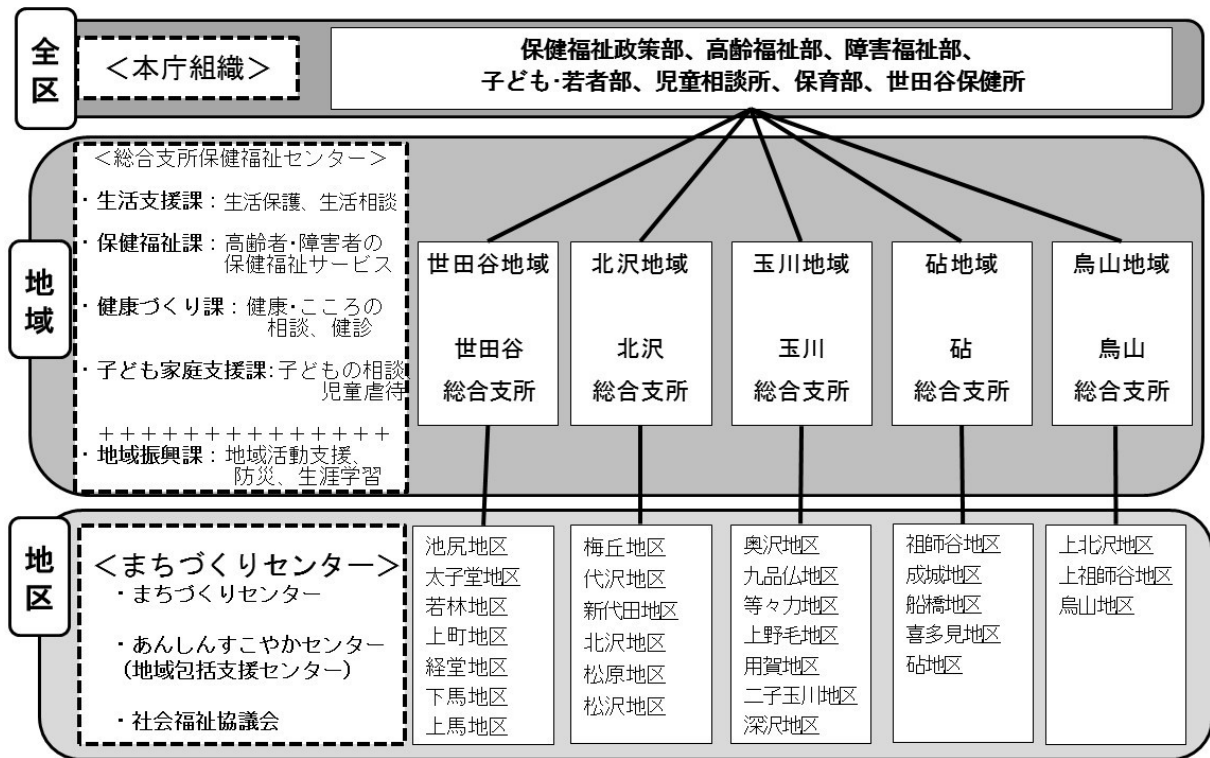 全区
＜本庁組織＞
保健福祉政策部、高齢福祉部、障害福祉部、
子ども・若者部、児童相談所、保育部、世田谷保健所
地域
＜総合支所保健福祉センター＞
・生活支援課：生活保護、生活相談
・保健福祉課：高齢者・障害者の
保健福祉サービス
・健康づくり課：健康・こころの
相談、健診
・子ども家庭支援課：子どもの相談、
児童虐待
＋＋＋＋＋＋＋＋＋＋＋＋＋＋
・地域振興課：地域活動支援、
防災、生涯学習
世田谷地域
世田谷
総合支所
北沢地域
北沢
総合支所
玉川地域
玉川
総合支所
砧地域
砧
総合支所
烏山地域
烏山
総合支所
地区
＜まちづくりセンター＞
・まちづくりセンター
・あんしんすこやかセンター
（地域包括支援センター）
・社会福祉協議会
池尻地区
太子堂地区
若林地区
上町地区
経堂地区
下馬地区
上馬地区
梅丘地区
代沢地区
新代田地区
北沢地区
松原地区
松沢地区
奥沢地区
九品仏地区
等々力地区
上野毛地区
用賀地区
二子玉川地区
深沢地区
祖師谷地区
成城地区
船橋地区
喜多見地区
砧地区
上北沢地区
上祖師谷地区
烏山地区